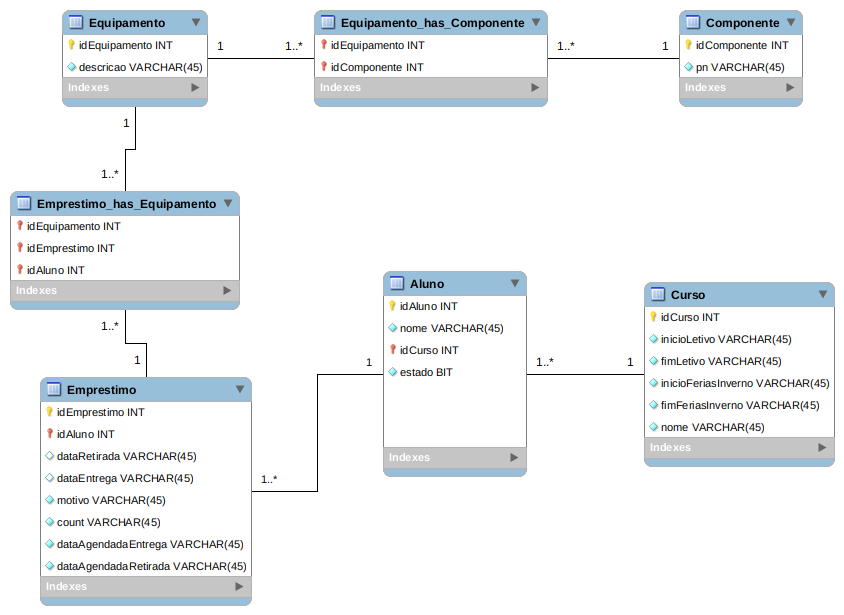 Equipamento
idEquipamento INT
descricao VARCHAR(45)
Indexes
1
1..*
Equipamento_has_Componente
idEquipamento INT
idComponente INT
Indexes
1..*
1
Componente
idComponente INT
pn VARCHAR(45)
Indexes
1
1..*
Emprestimo_has_Equipamento
idEquipamento INT
idEmprestimo INT
idAluno INT
Indexes
1..*
1
Emprestimo
idEmprestimo INT
idAluno INT
dataRetirada VARCHAR(45)
dataEntrega VARCHAR(45)
motivo VARCHAR(45)
count VARCHAR(45)
dataAgendadaEntrega VARCHAR(45)
dataAgendadaRetirada VARCHAR(45)
Indexes
1..*
1
Aluno
idAluno INT
nome VARCHAR(45)
idCurso INT
estado BIT
Indexes
1..*
1
Curso
idCurso INT
inicioLetivo VARCHAR(45)
fimLetivo VARCHAR(45)
inicioFeriasInverno VARCHAR(45)
fimFeriasInverno VARCHAR(45)
nome VARCHAR(45)
Indexes